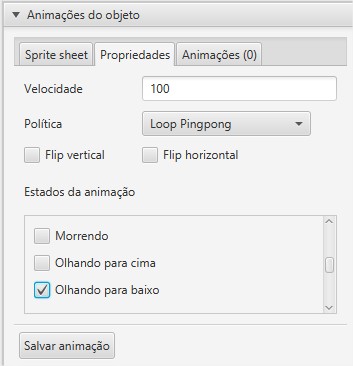 Animações do objeto
Sprite sheet Propriedades Animações (0)
Velocidade 100
Política Loop Pingpong
Flip vertical Flip horizontal
Estados da animação
Morrendo
Olhando para cima
Olhando para baixo
Salvar animação